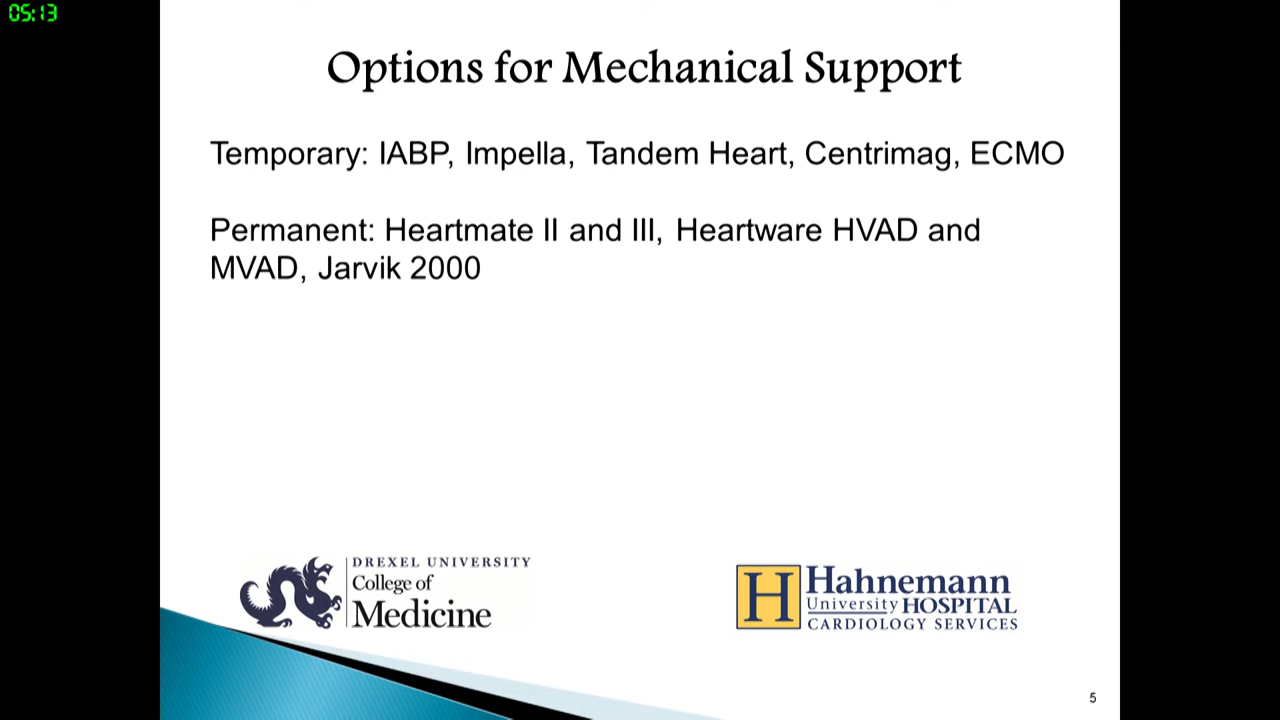 05:13
Options for Mechanical Support
Temporary: IABP, Impella, Tandem Heart, Centrimag, ECMO
Permanent: Heartmate II and III, Heartware HVAD and
MVAD, Jarvik 2000
DREXEL UNIVERSITY
College of
Medicine
H
Hahnemann
University HOSPITAL
CARDIOLOGY SERVICES
5